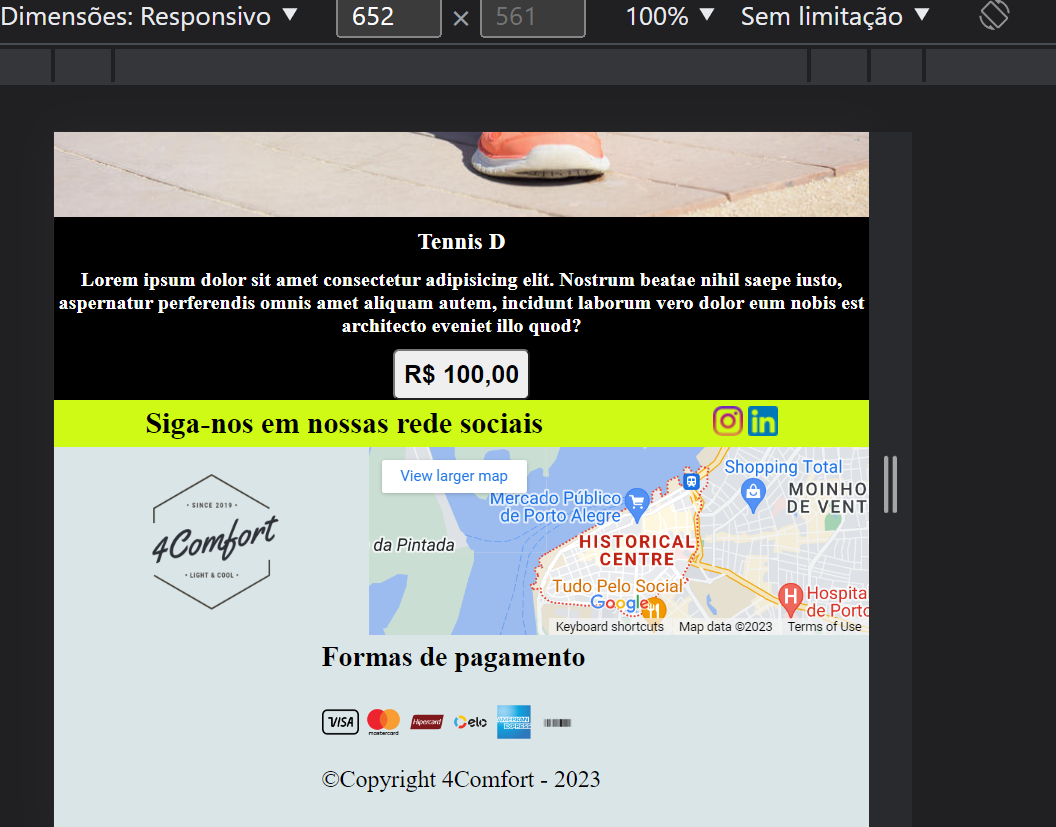 Dimensões: Responsivo
652 × 561
100%
Sem limitação
Tennis D
Lorem ipsum dolor sit amet consectetur adipisicing elit. Nostrum beatae nihil saepe iusto,
aspernatur perferendis omnis amet aliquam autem, incidunt laborum vero dolor eum nobis est
architecto eveniet illo quod?
R$ 100,00
Siga-nos em nossas rede sociais
in
• SINCE 2019 •
4Comfort
• LIGHT & COOL •
View larger map
Shopping Total
Mercado Público
de Porto Alegre
MOINHO
DE VENT
da Pintada
HISTORICAL
CENTRE
Tudo Pelo Social
Google
H
Hospita
de Porto
Keyboard shortcuts
Map data ©2023
Terms of Use
Formas de pagamento
VISA
mastercard
Hipercard
elo
AMERICAN
EXPRESS
©Copyright 4Comfort - 2023